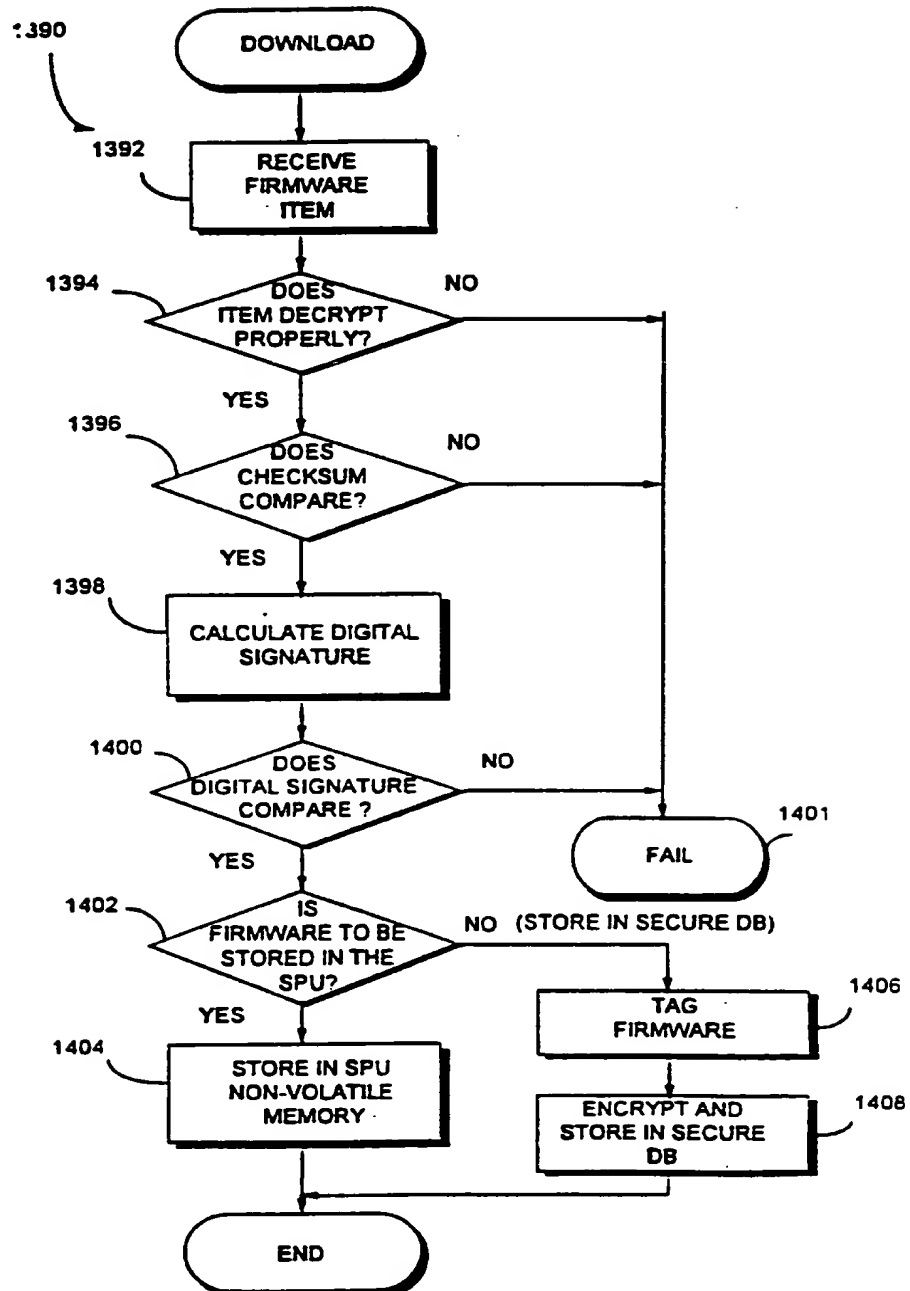 1390
DOWNLOAD
1392
RECEIVE
FIRMWARE
ITEM
1394
DOES
ITEM DECRYPT
PROPERLY?
NO
YES
1396
DOES
CHECKSUM
COMPARE?
NO
YES
1398
CALCULATE DIGITAL
SIGNATURE
1400
DOES
DIGITAL SIGNATURE
COMPARE ?
NO
YES
1401
FAIL
1402
IS
FIRMWARE TO BE
STORED IN THE
SPU?
NO (STORE IN SECURE DB)
YES
1406
TAG
FIRMWARE
1404
STORE IN SPU
NON-VOLATILE
MEMORY
1408
ENCRYPT AND
STORE IN SECURE
DB
END